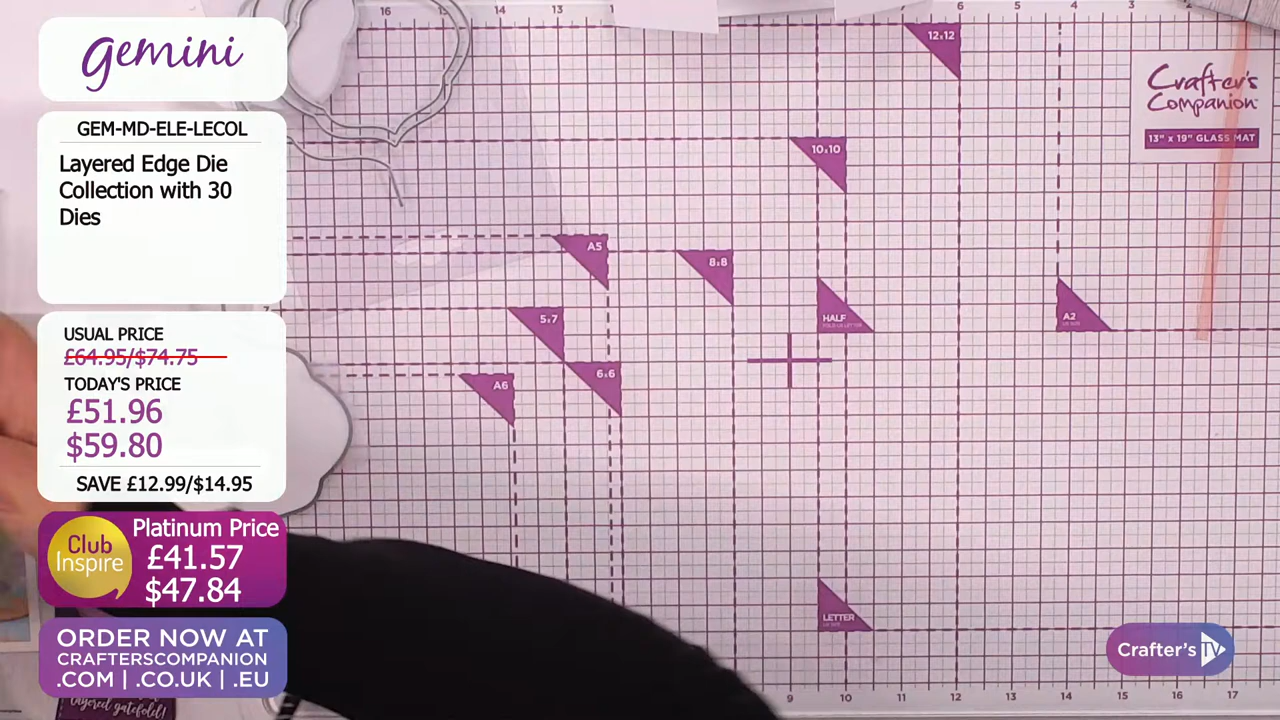 gemini
GEM-MD-ELE-LECOL
Layered Edge Die
Collection with 30
Dies
USUAL PRICE
£64.95/$74.75
TODAY'S PRICE
£51.96
$59.80
SAVE £12.99/$14.95
Club
Inspire
Platinum Price
£41.57
$47.84
ORDER NOW AT
CRAFTERSCOMPANION
.COM | .CO.UK | .EU
layered gatefold!
16
15
14
13
6
5
4
3
12x12
Crafter's
Companion
13" x 19" GLASS MAT
10x10
A5
8x8
5x7
HALF
A2
A6
6x6
LETTER
Crafter's TV
9
10
11
12
13
14
15
16
17